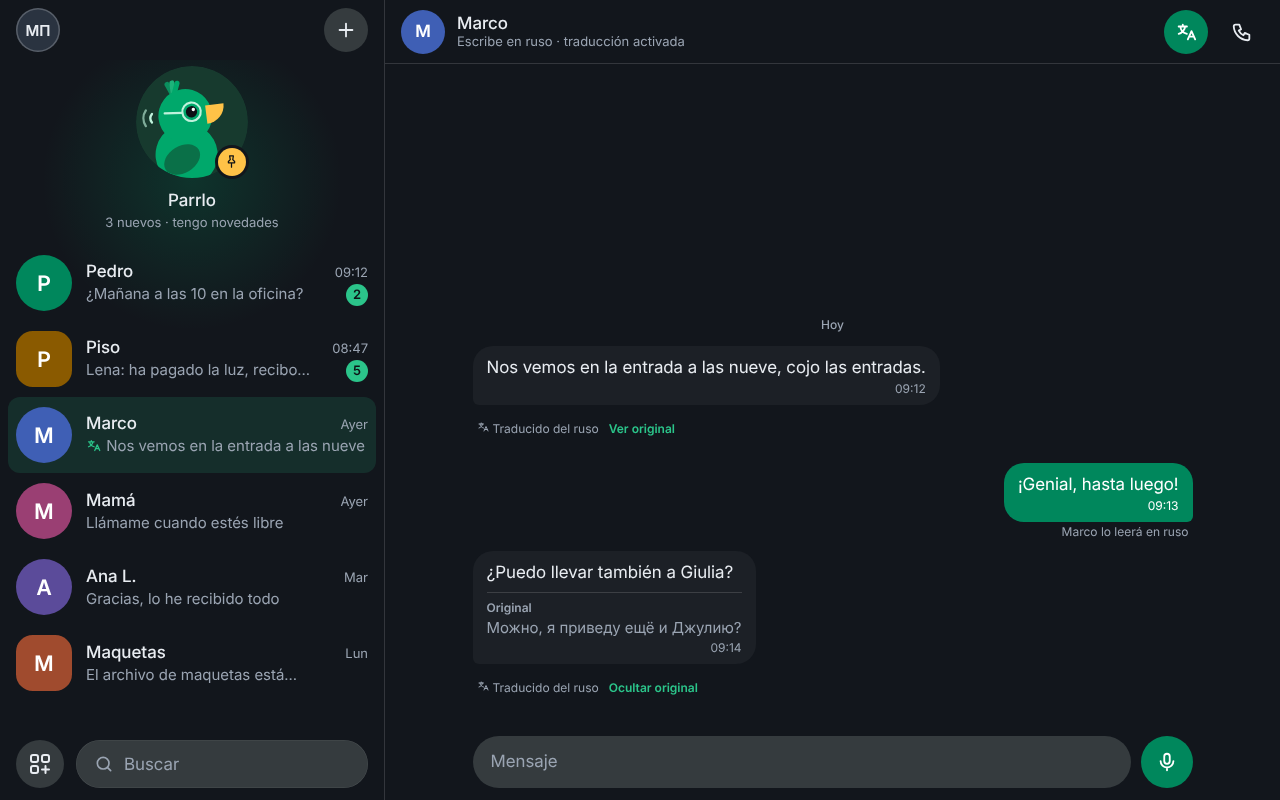 МП
Parrlo
3 nuevos · tengo novedades
P
Pedro
09:12
¿Mañana a las 10 en la oficina?
2
P
Piso
08:47
Lena: ha pagado la luz, recibo...
5
M
Marco
Ayer
Nos vemos en la entrada a las nueve
M
Mamá
Ayer
Llámame cuando estés libre
A
Ana L.
Mar
Gracias, lo he recibido todo
M
Maquetas
Lun
El archivo de maquetas está...
Buscar
M
Marco
Escribe en ruso · traducción activada
Hoy
Nos vemos en la entrada a las nueve, cojo las entradas.
09:12
Traducido del ruso Ver original
¡Genial, hasta luego!
09:13
Marco lo leerá en ruso
¿Puedo llevar también a Giulia?
Original
Можно, я приведу ещё и Джулию?
09:14
Traducido del ruso Ocultar original
Mensaje